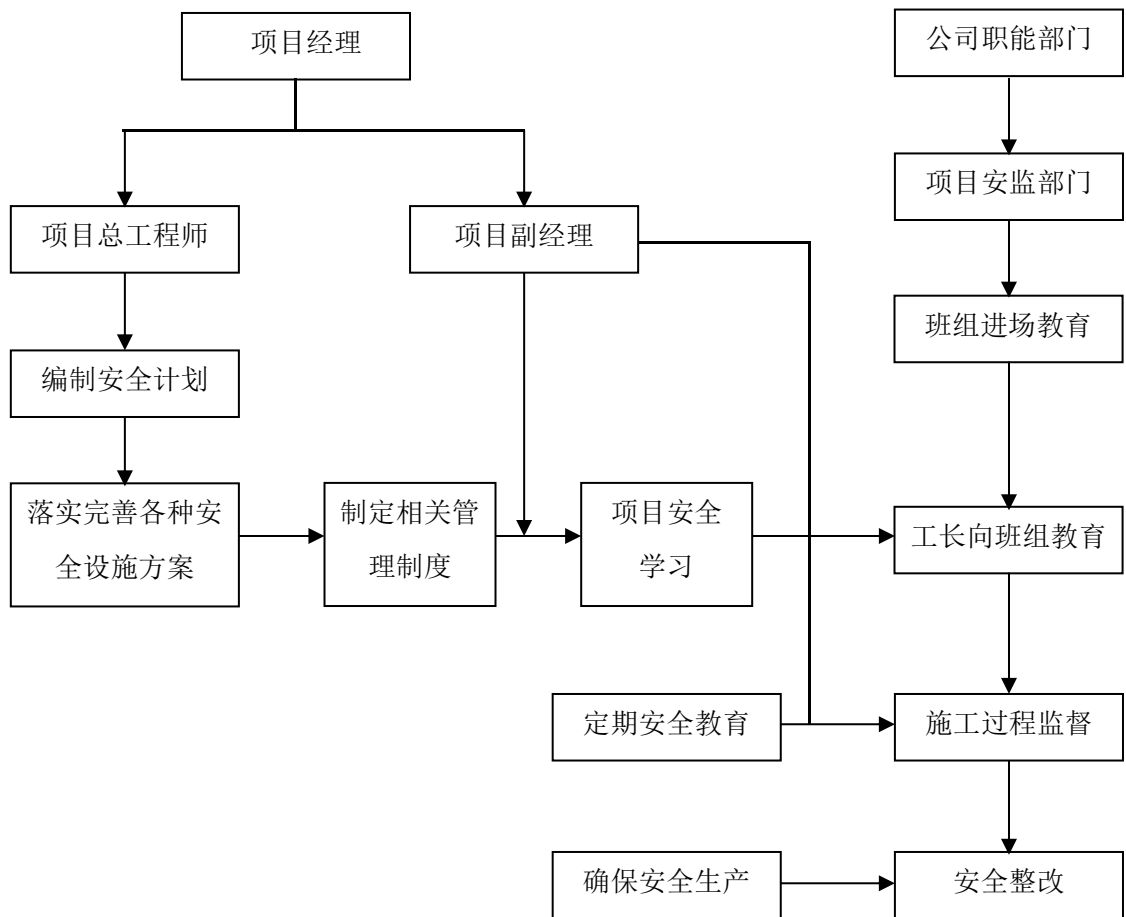 项目经理
公司职能部门
项目安监部门
项目总工程师
项目副经理
班组进场教育
编制安全计划
落实完善各种安
全设施方案
制定相关管
理制度
项目安全
学习
工长向班组教育
定期安全教育
施工过程监督
确保安全生产
安全整改